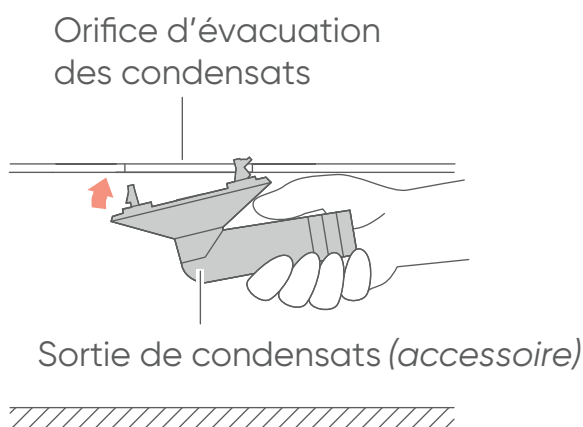 Orifice d’évacuation
des condensats
Sortie de condensats (accessoire)